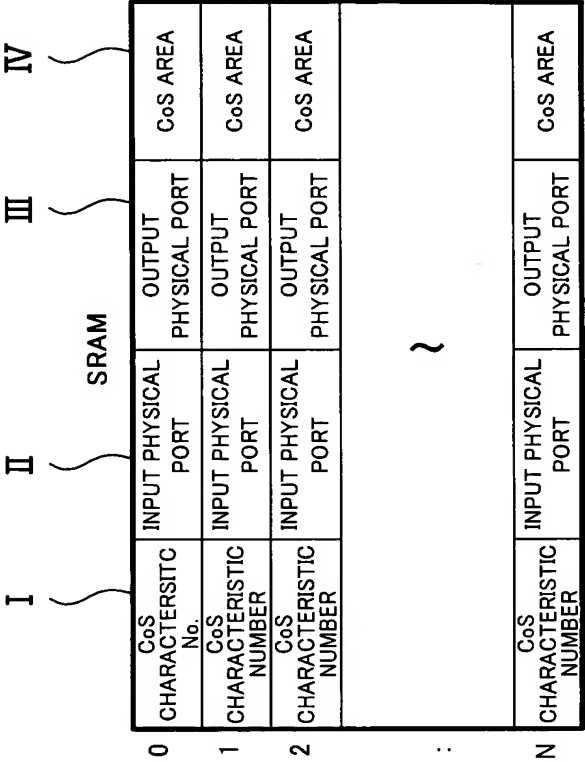 SRAM
I II III IV
0 CoS CHARACTERSITC No. INPUT PHYSICAL PORT OUTPUT PHYSICAL PORT CoS AREA
1 CoS CHARACTERISTIC NUMBER INPUT PHYSICAL PORT OUTPUT PHYSICAL PORT CoS AREA
2 CoS CHARACTERISTIC NUMBER INPUT PHYSICAL PORT OUTPUT PHYSICAL PORT CoS AREA
: ~
N CoS CHARACTERISTIC NUMBER INPUT PHYSICAL PORT OUTPUT PHYSICAL PORT CoS AREA